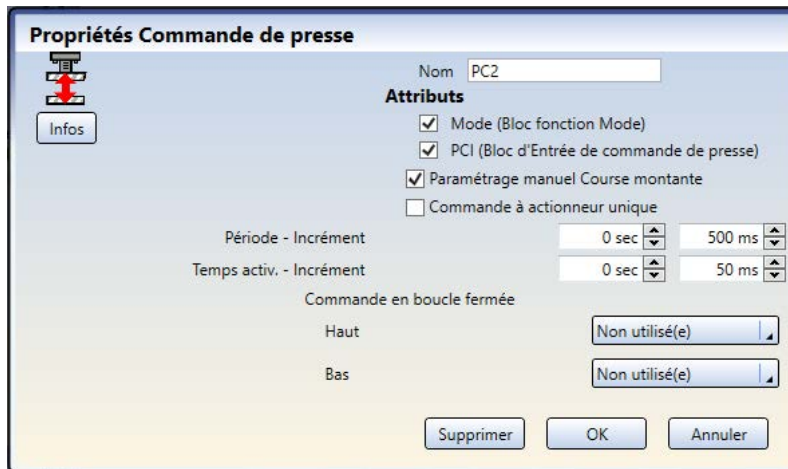 Propriétés Commande de presse
Nom PC2
Attributs
Infos
Mode (Bloc fonction Mode)
PCI (Bloc d'Entrée de commande de presse)
Paramétrage manuel Course montante
Commande à actionneur unique
Période - Incrément 0 sec 500 ms
Temps activ. - Incrément 0 sec 50 ms
Commande en boucle fermée
Haut Non utilisé(e)
Bas Non utilisé(e)
Supprimer OK Annuler